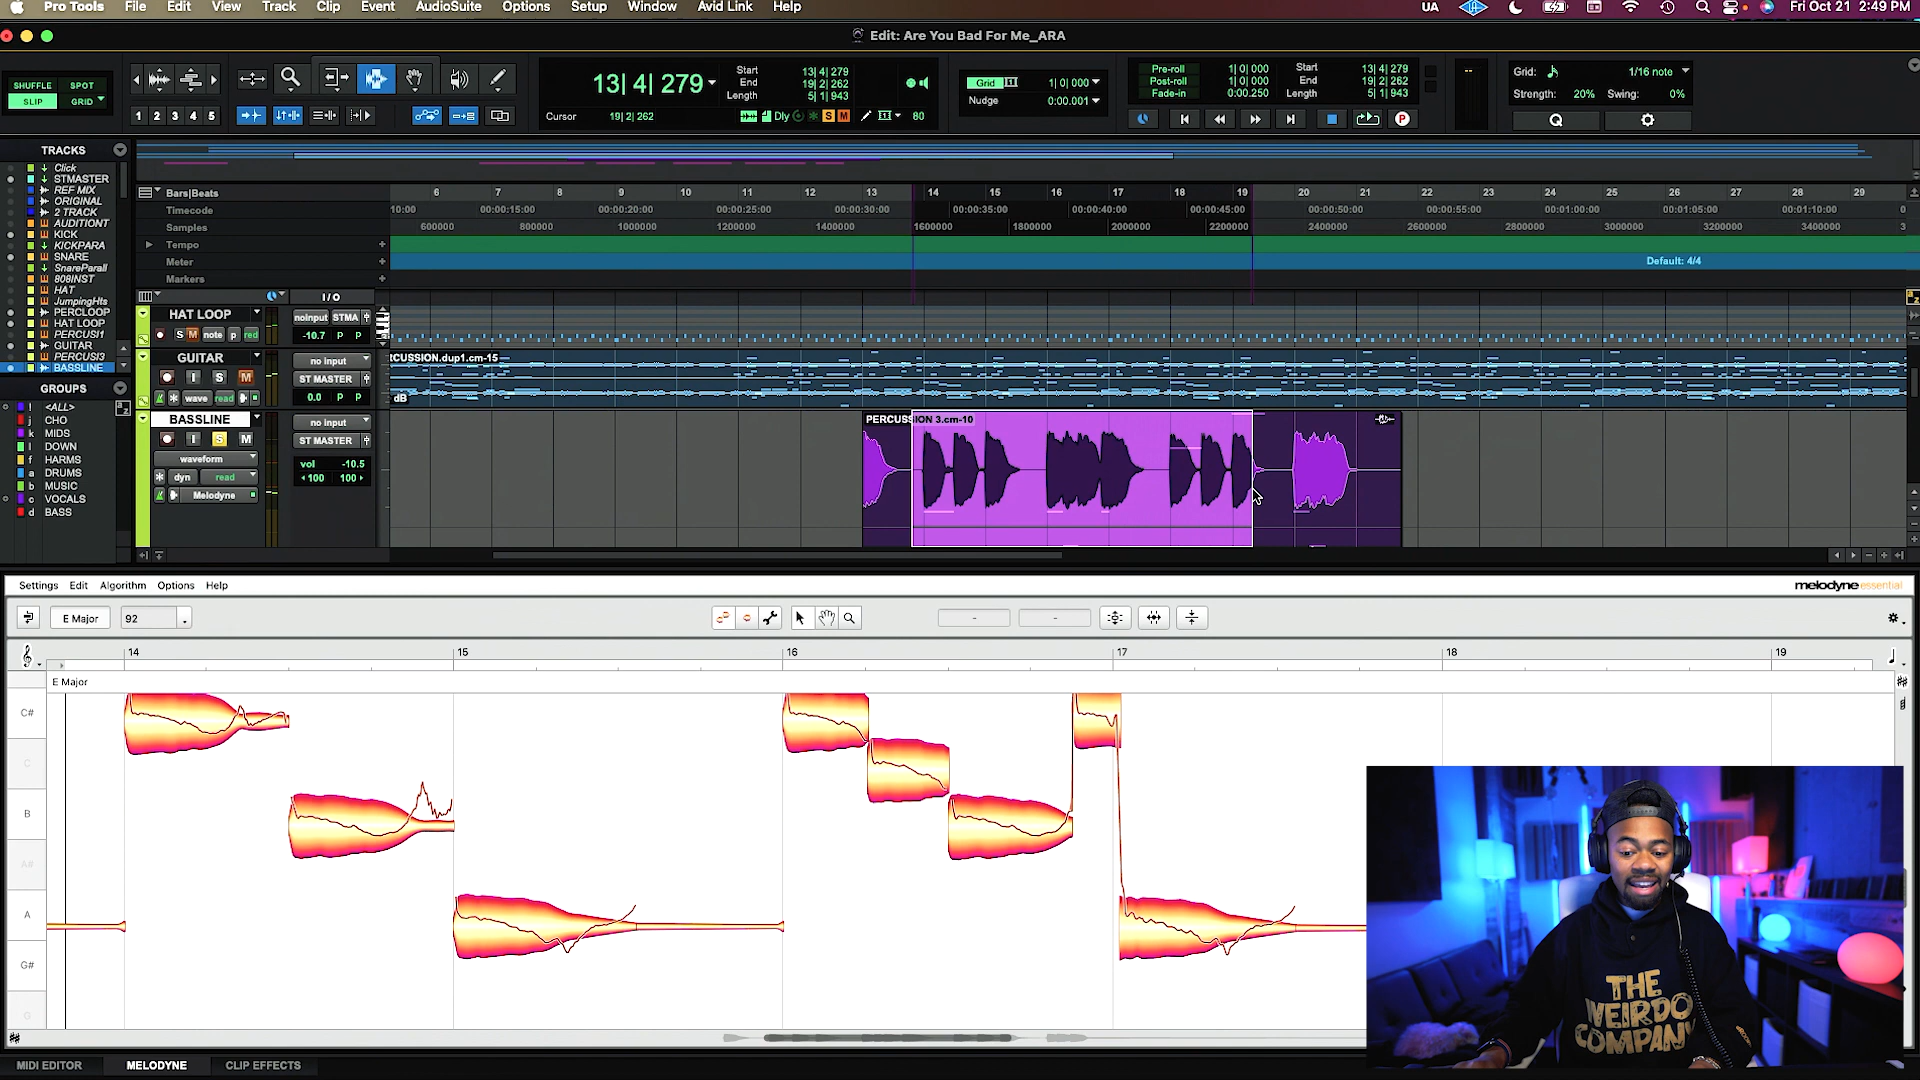 Pro Tools File Edit View Track Clip Event AudioSuite Options Setup Window Avid Link Help UA Fri Oct 21 2:49 PM
Edit: Are You Bad For Me_ARA
SHUFFLE SPOT
SLIP GRID
1 2 3 4 5
13| 4| 279
Start 13| 4| 279
End 19| 2| 262
Length 5| 1| 943
Cursor 19| 2| 262 Dly S M 80
Grid 1| 0| 000
Nudge 0:00.001
Pre-roll 1| 0| 000
Post-roll 1| 0| 000
Fade-in 0:00.250
Start 13| 4| 279
End 19| 2| 262
Length 5| 1| 943
P
Grid: 1/16 note
Strength: 20% Swing: 0%
Q
TRACKS
Click
STMASTER
REF MIX
ORIGINAL
2 TRACK
AUDITIONT
KICK
KICKPARA
SNARE
SnareParall
808INST
HAT
JumpingHts
PERCLOOP
HAT LOOP
PERCUS1
GUITAR
PERCUSI3
BASSLINE
GROUPS
! <ALL>
j CHO
k MIDS
l DOWN
f HARMS
a DRUMS
b MUSIC
c VOCALS
d BASS
Bars|Beats 6 7 8 9 10 11 12 13 14 15 16 17 18 19 20 21 22 23 24 25 26 27 28 29
Timecode 10:00 00:00:15:00 00:00:20:00 00:00:25:00 00:00:30:00 00:00:35:00 00:00:40:00 00:00:45:00 00:00:50:00 00:00:55:00 00:01:00:00 00:01:05:00 00:01:10:00
Samples 600000 800000 1000000 1200000 1400000 1600000 1800000 2000000 2200000 2400000 2600000 2800000 3000000 3200000 3400000
Tempo
Meter Default: 4/4
Markers
I / O
HAT LOOP noInput STMA
S M note p red -10.7 P P
GUITAR no input
I S M ST MASTER
wave read 0.0 P P
RCUSSION.dup1.cm-15
dB
BASSLINE no input
I S M ST MASTER
waveform vol -10.5
dyn read 100 100
Melodyne
PERCUSSION 3.cm-10
Settings Edit Algorithm Options Help melodyne essential
E Major 92 - -
14 15 16 17 18 19
E Major
C#
C
B
A#
A
G#
G
THE
WEIRDO
COMPANY
MIDI EDITOR MELODYNE CLIP EFFECTS